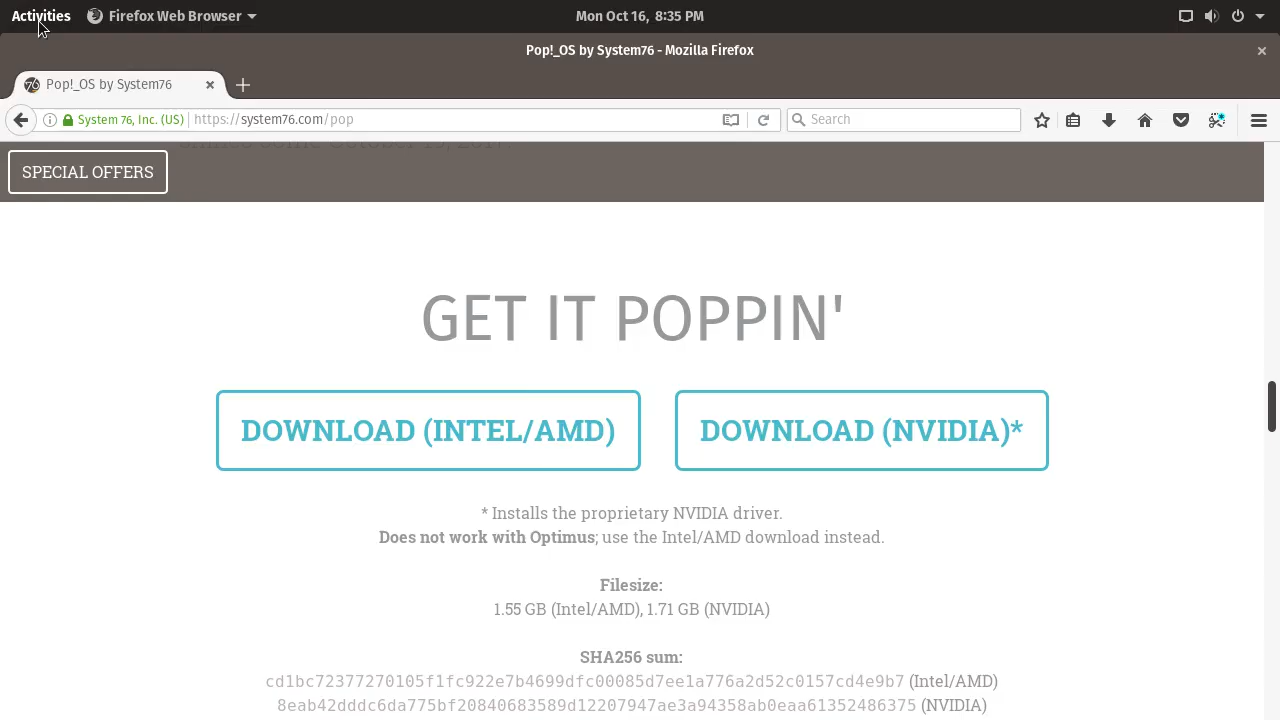 Activities Firefox Web Browser Mon Oct 16, 8:35 PM
Pop!_OS by System76 - Mozilla Firefox
76 Pop!_OS by System76
System 76, Inc. (US) https://system76.com/pop Search
SPECIAL OFFERS
GET IT POPPIN'
DOWNLOAD (INTEL/AMD) DOWNLOAD (NVIDIA)*
* Installs the proprietary NVIDIA driver.
Does not work with Optimus; use the Intel/AMD download instead.
Filesize:
1.55 GB (Intel/AMD), 1.71 GB (NVIDIA)
SHA256 sum:
cd1bc72377270105f1fc922e7b4699dfc00085d7ee1a776a2d52c0157cd4e9b7 (Intel/AMD)
8eab42dddc6da775bf20840683589d12207947ae3a94358ab0eaa61352486375 (NVIDIA)